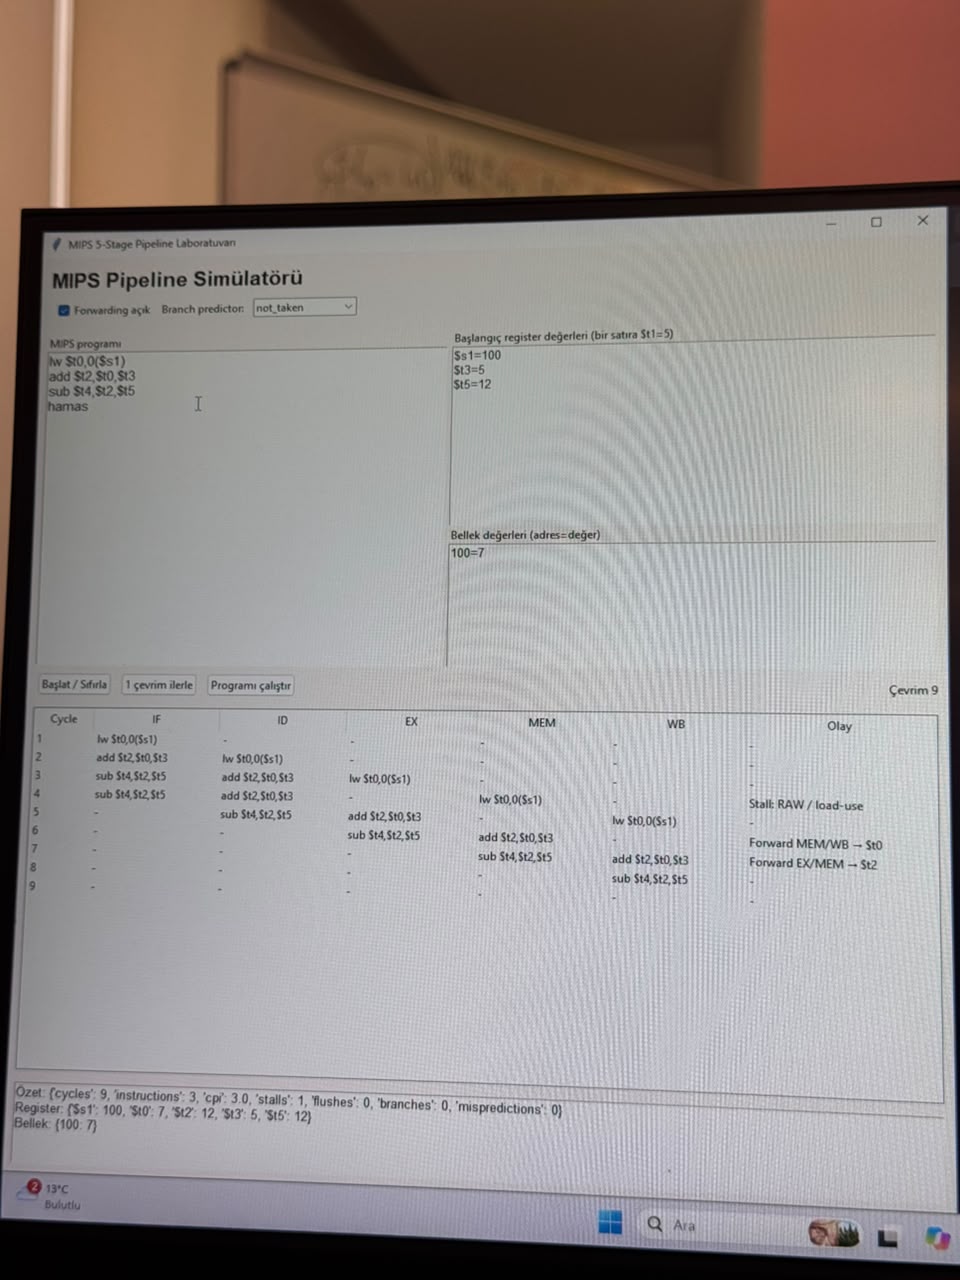 MIPS 5-Stage Pipeline Laboratuvarı
MIPS Pipeline Simülatörü
Forwarding açık Branch predictor: not_taken
MIPS programı
lw $t0,0($s1)
add $t2,$t0,$t3
sub $t4,$t2,$t5
hamas
Başlangıç register değerleri (bir satıra $t1=5)
$s1=100
$t3=5
$t5=12
Bellek değerleri (adres=değer)
100=7
Başlat / Sıfırla 1 çevrim ilerle Programı çalıştır
Çevrim 9
Cycle IF ID EX MEM WB Olay
1 lw $t0,0($s1) - - - - -
2 add $t2,$t0,$t3 lw $t0,0($s1) - - - -
3 sub $t4,$t2,$t5 add $t2,$t0,$t3 lw $t0,0($s1) - - -
4 sub $t4,$t2,$t5 add $t2,$t0,$t3 - lw $t0,0($s1) - Stall: RAW / load-use
5 - sub $t4,$t2,$t5 add $t2,$t0,$t3 - lw $t0,0($s1) -
6 - - sub $t4,$t2,$t5 add $t2,$t0,$t3 - Forward MEM/WB → $t0
7 - - - sub $t4,$t2,$t5 add $t2,$t0,$t3 Forward EX/MEM → $t2
8 - - - - sub $t4,$t2,$t5 -
9 - - - - - -
Özet: {'cycles': 9, 'instructions': 3, 'cpi': 3.0, 'stalls': 1, 'flushes': 0, 'branches': 0, 'mispredictions': 0}
Register: {'$s1': 100, '$t0': 7, '$t2': 12, '$t3': 5, '$t5': 12}
Bellek: {100: 7}
2
13°C
Bulutlu
Ara